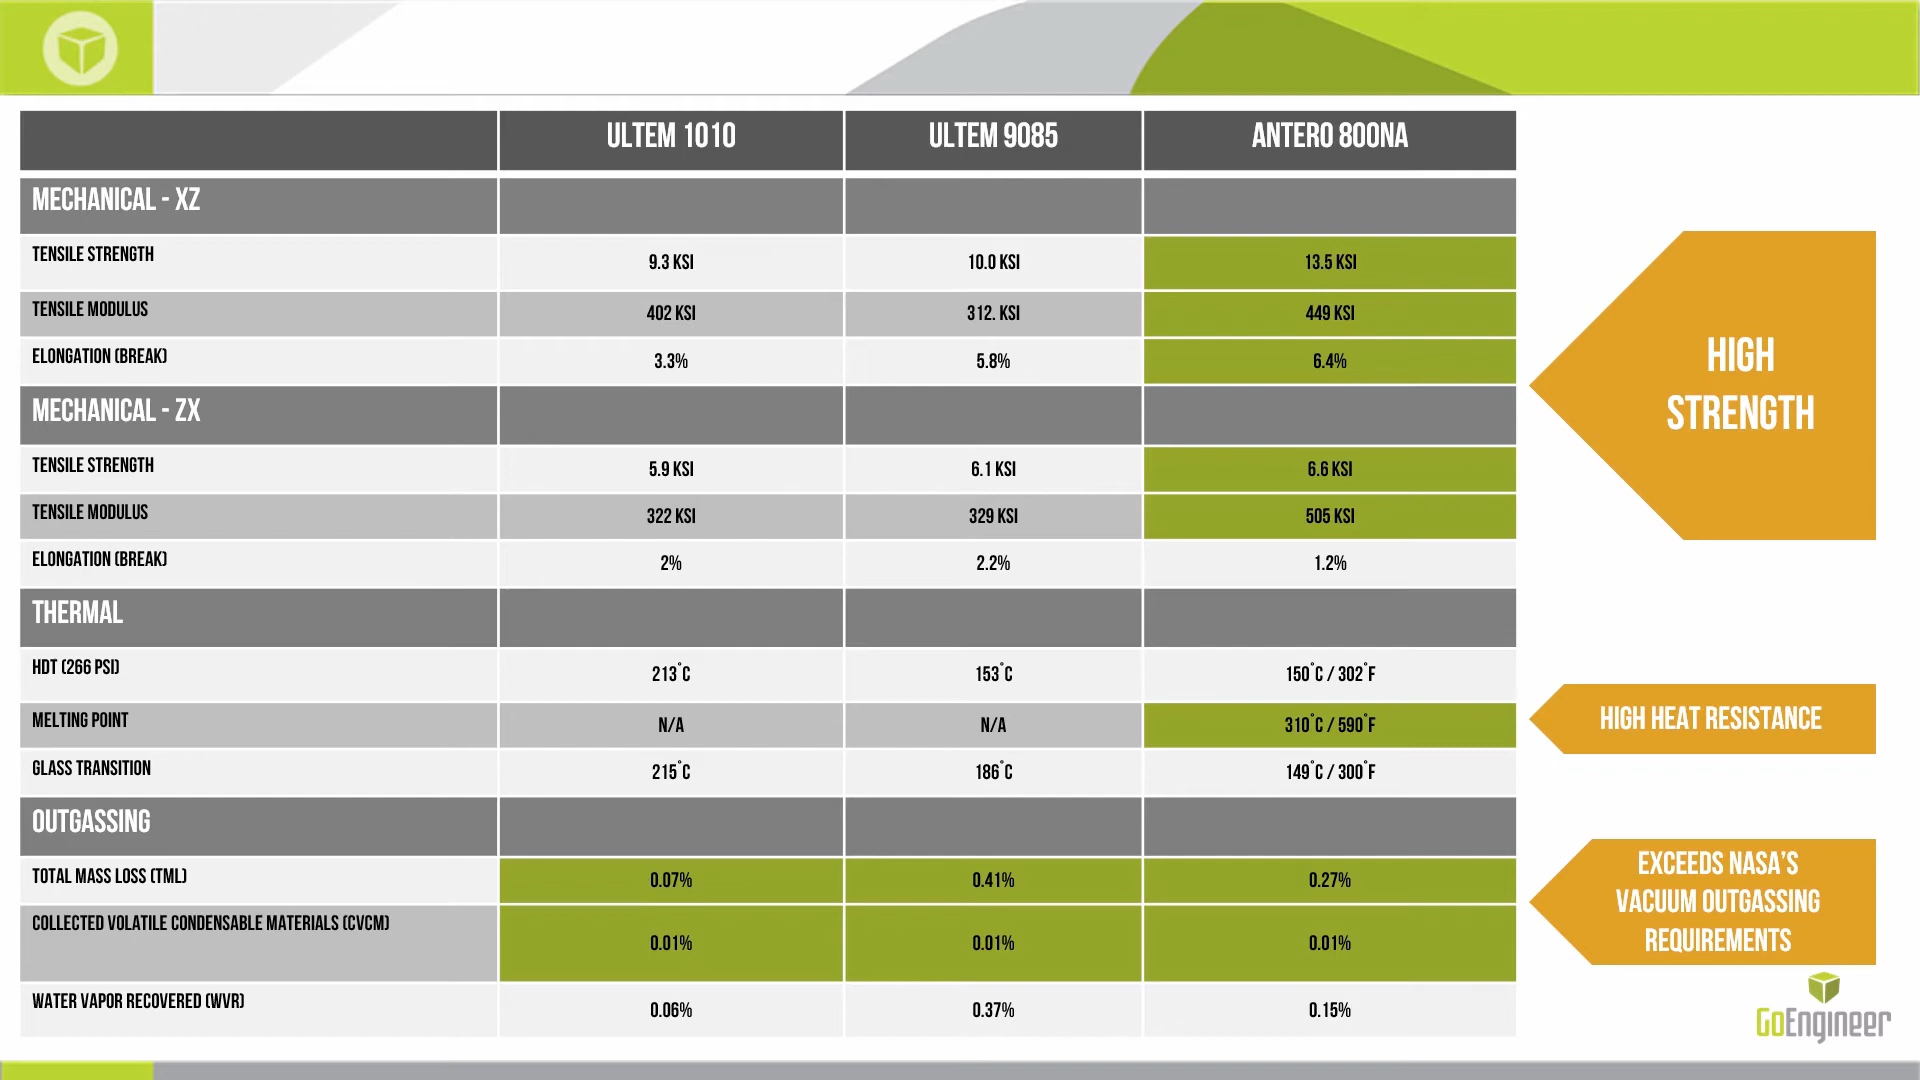 ULTEM 1010 ULTEM 9085 ANTERO 800NA
MECHANICAL - XZ
TENSILE STRENGTH 9.3 KSI 10.0 KSI 13.5 KSI
TENSILE MODULUS 402 KSI 312. KSI 449 KSI
ELONGATION (BREAK) 3.3% 5.8% 6.4%
MECHANICAL - ZX
TENSILE STRENGTH 5.9 KSI 6.1 KSI 6.6 KSI
TENSILE MODULUS 322 KSI 329 KSI 505 KSI
ELONGATION (BREAK) 2% 2.2% 1.2%
THERMAL
HDT (266 PSI) 213°C 153°C 150°C / 302°F
MELTING POINT N/A N/A 310°C / 590°F
GLASS TRANSITION 215°C 186°C 149°C / 300°F
OUTGASSING
TOTAL MASS LOSS (TML) 0.07% 0.41% 0.27%
COLLECTED VOLATILE CONDENSABLE MATERIALS (CVCM) 0.01% 0.01% 0.01%
WATER VAPOR RECOVERED (WVR) 0.06% 0.37% 0.15%
HIGH
STRENGTH
HIGH HEAT RESISTANCE
EXCEEDS NASA'S
VACUUM OUTGASSING
REQUIREMENTS
GoEngineer